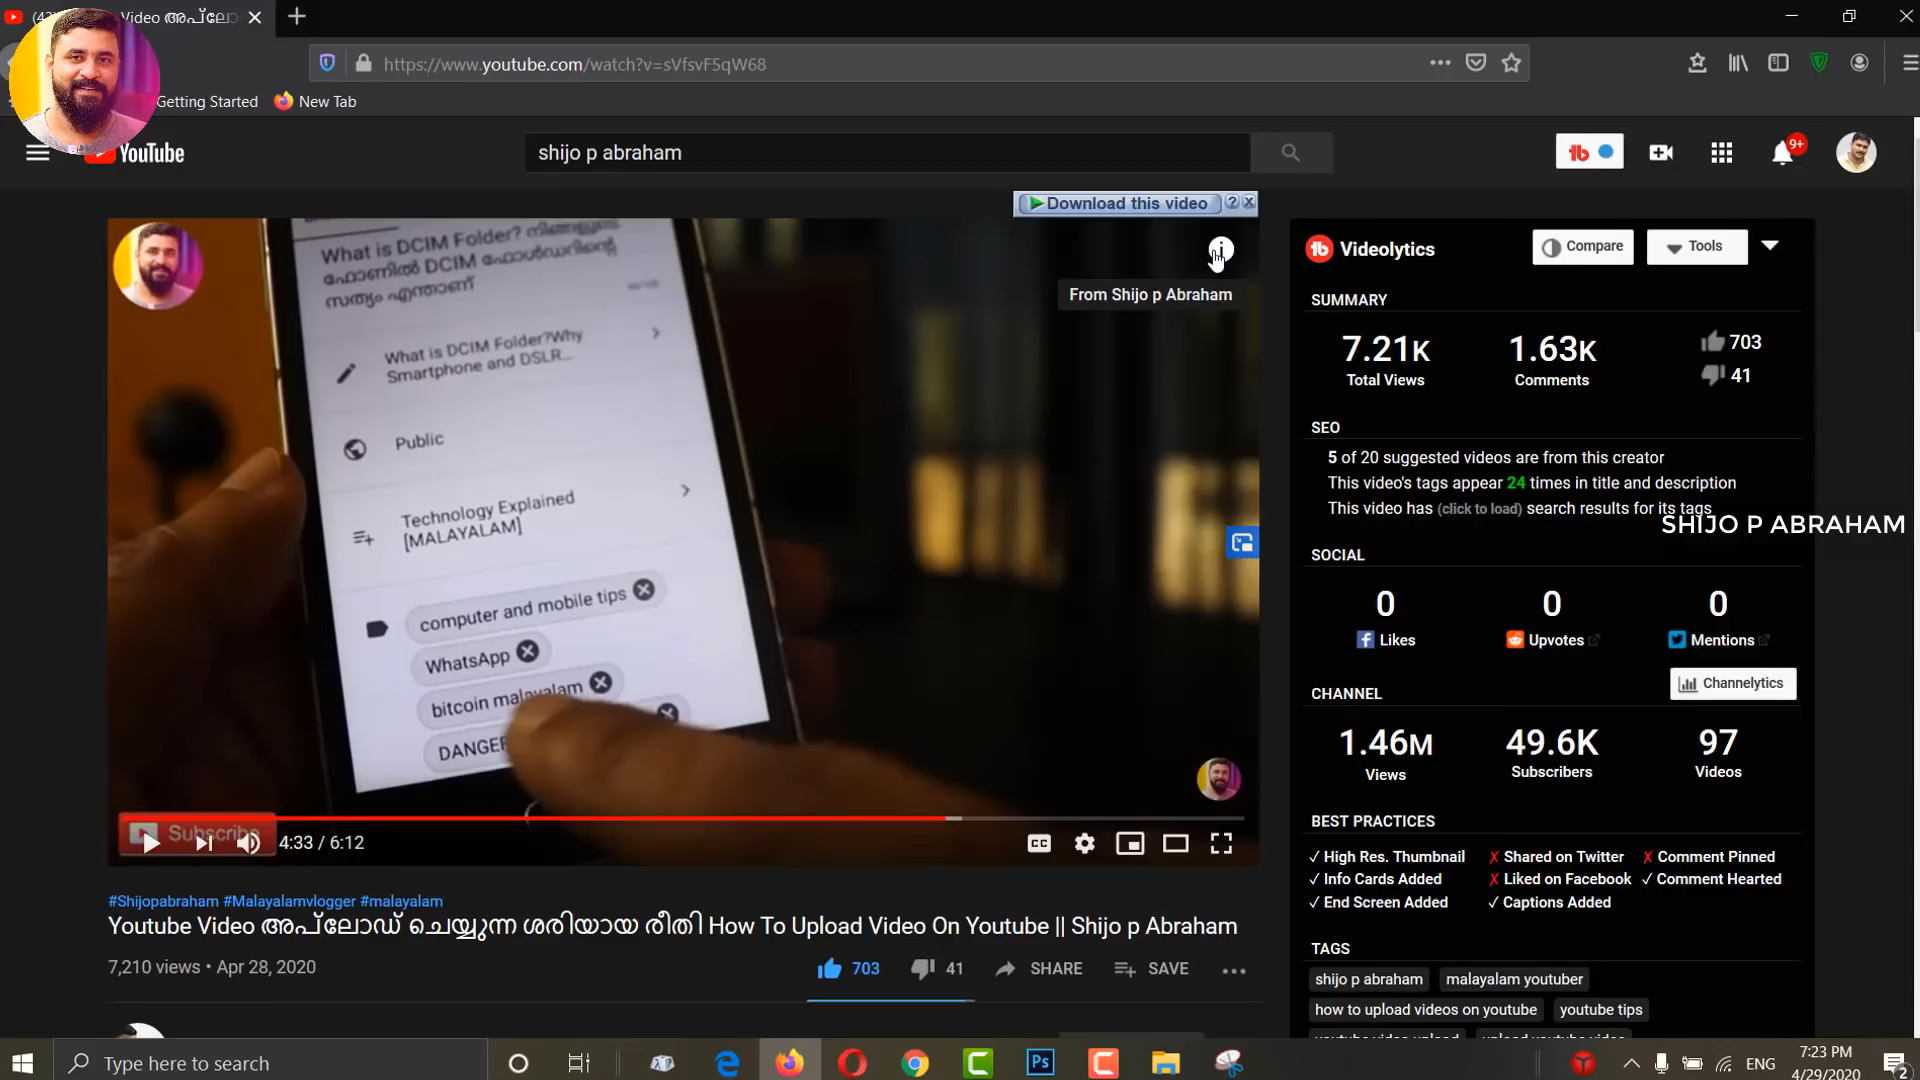 Video അപ്‌ലോ
https://www.youtube.com/watch?v=sVfsvF5qW68
Getting Started
New Tab
YouTube
shijo p abraham
9+
Download this video
What is DCIM Folder? നിങ്ങളുടെ
ഫോണിൽ DCIM ഫോൾഡറിന്റെ
സത്യം എന്താണ്
From Shijo p Abraham
What is DCIM Folder?Why
Smartphone and DSLR...
Public
Technology Explained
[MALAYALAM]
computer and mobile tips
WhatsApp
bitcoin malayalam
DANGER
Subscribe
4:33 / 6:12
CC
#Shijopabraham #Malayalamvlogger #malayalam
Youtube Video അപ്‌ലോഡ് ചെയ്യുന്ന ശരിയായ രീതി How To Upload Video On Youtube || Shijo p Abraham
7,210 views • Apr 28, 2020
703
41
SHARE
SAVE
Videolytics
Compare
Tools
SUMMARY
7.21K
Total Views
1.63K
Comments
703
41
SEO
5 of 20 suggested videos are from this creator
This video's tags appear 24 times in title and description
This video has (click to load) search results for its tags
SHIJO P ABRAHAM
SOCIAL
0
Likes
0
Upvotes
0
Mentions
CHANNEL
Channelytics
1.46M
Views
49.6K
Subscribers
97
Videos
BEST PRACTICES
High Res. Thumbnail
Shared on Twitter
Comment Pinned
Info Cards Added
Liked on Facebook
Comment Hearted
End Screen Added
Captions Added
TAGS
shijo p abraham
malayalam youtuber
how to upload videos on youtube
youtube tips
Type here to search
Ps
ENG
7:23 PM
4/29/2020
2